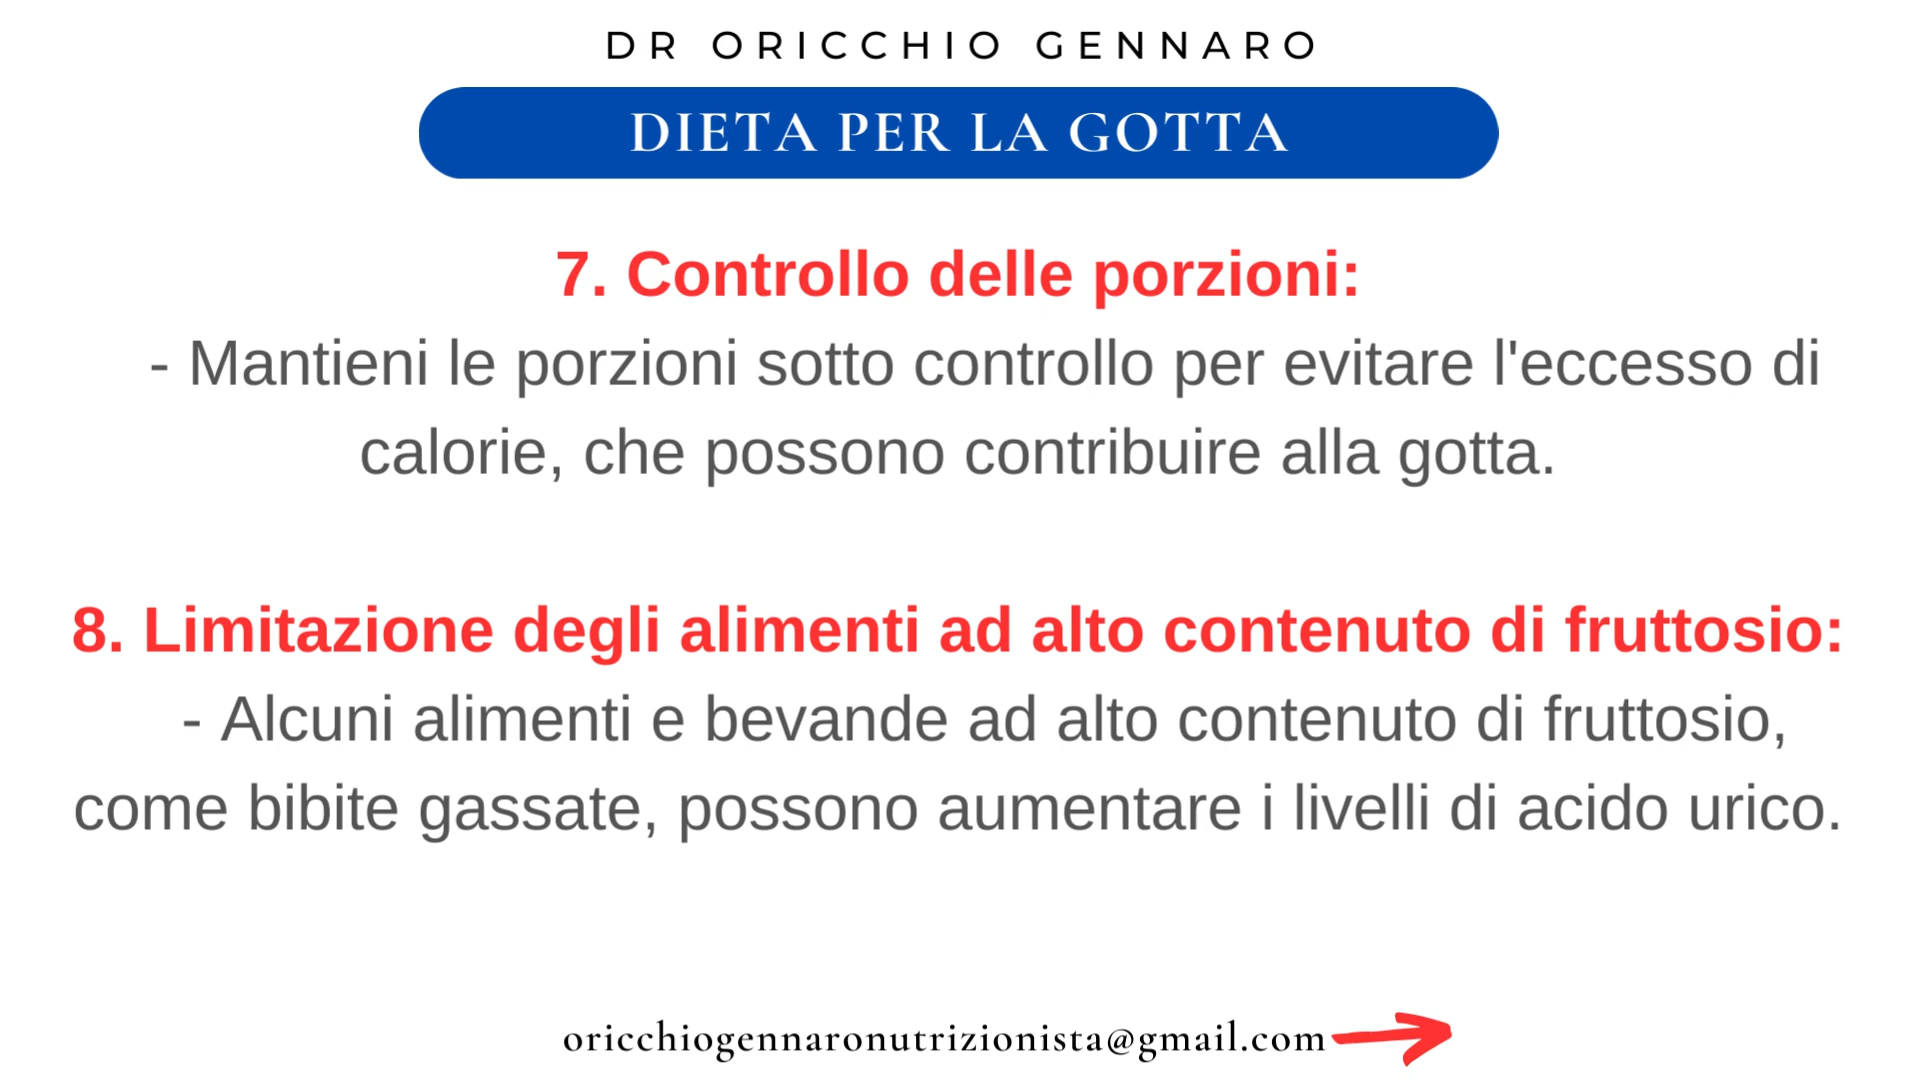 DR ORICCHIO GENNARO
DIETA PER LA GOTTA
7. Controllo delle porzioni:
- Mantieni le porzioni sotto controllo per evitare l'eccesso di
calorie, che possono contribuire alla gotta.
8. Limitazione degli alimenti ad alto contenuto di fruttosio:
- Alcuni alimenti e bevande ad alto contenuto di fruttosio,
come bibite gassate, possono aumentare i livelli di acido urico.
oricchiogennaronutrizionista@gmail.com